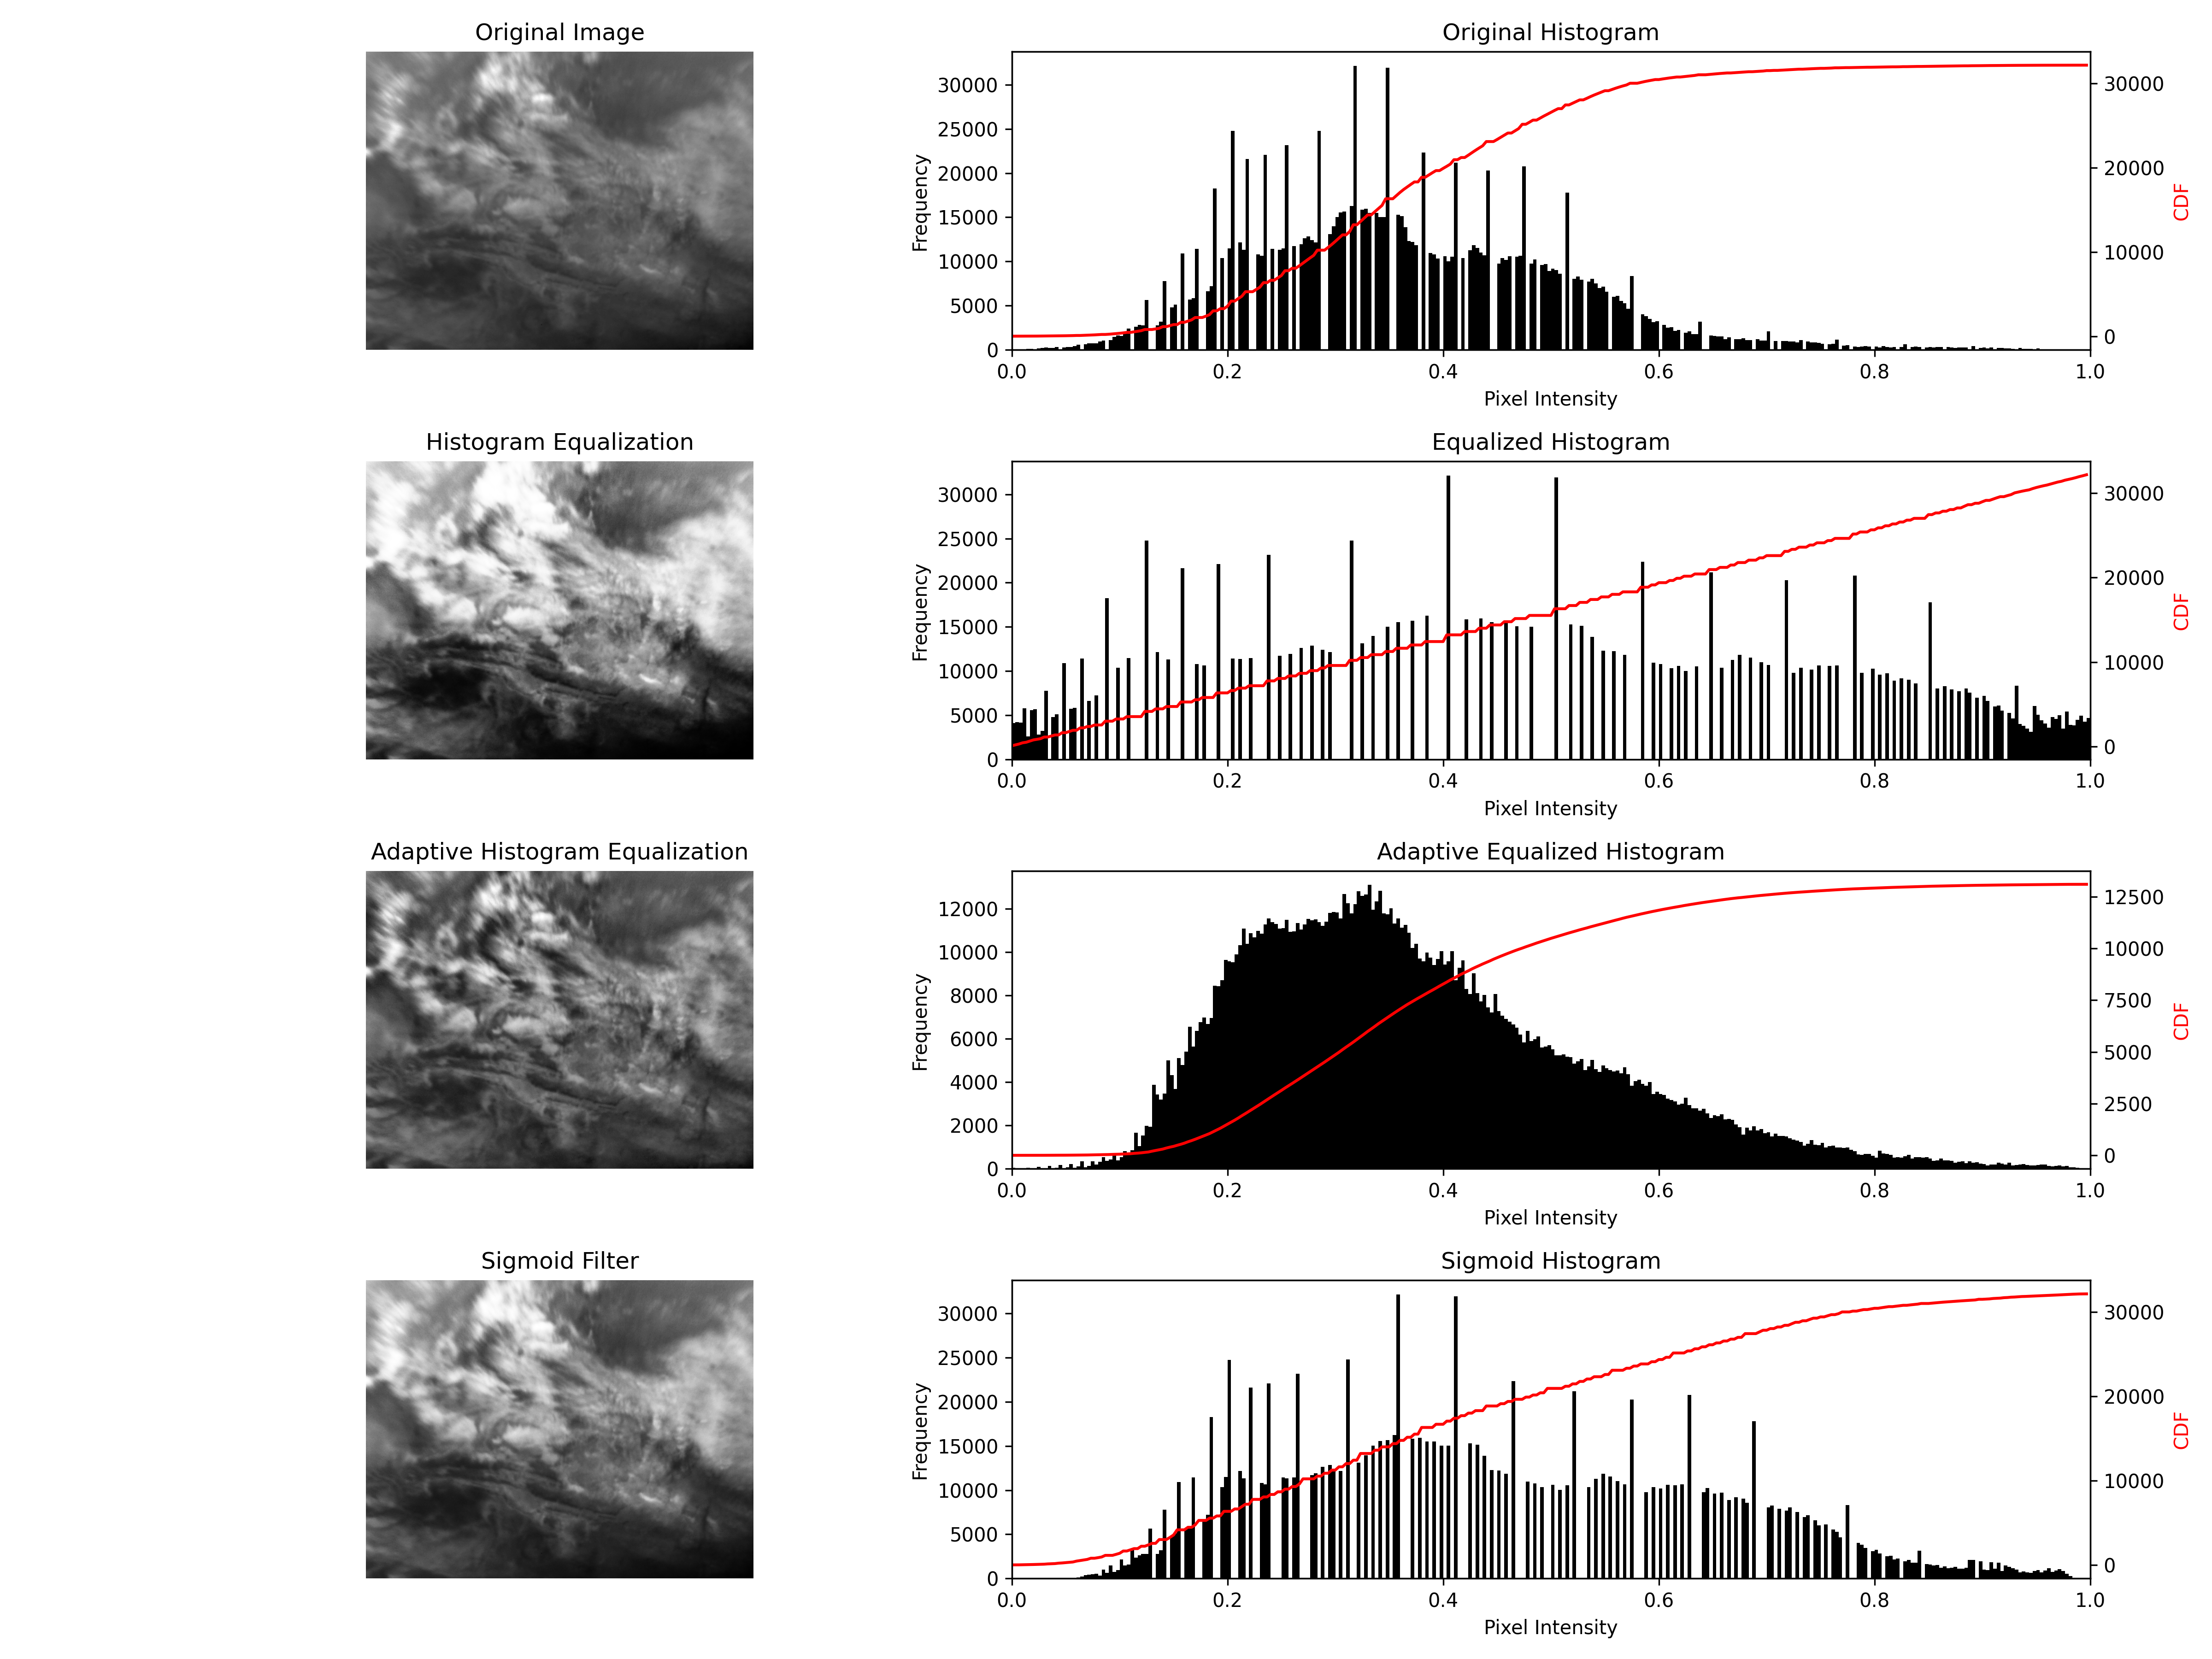 Original Image
Original Histogram
30000
25000
20000
15000
10000
5000
0
Frequency
30000
20000
10000
0
CDF
0.0 0.2 0.4 0.6 0.8 1.0
Pixel Intensity
Histogram Equalization
Equalized Histogram
30000
25000
20000
15000
10000
5000
0
Frequency
30000
20000
10000
0
CDF
0.0 0.2 0.4 0.6 0.8 1.0
Pixel Intensity
Adaptive Histogram Equalization
Adaptive Equalized Histogram
12000
10000
8000
6000
4000
2000
0
Frequency
12500
10000
7500
5000
2500
0
CDF
0.0 0.2 0.4 0.6 0.8 1.0
Pixel Intensity
Sigmoid Filter
Sigmoid Histogram
30000
25000
20000
15000
10000
5000
0
Frequency
30000
20000
10000
0
CDF
0.0 0.2 0.4 0.6 0.8 1.0
Pixel Intensity